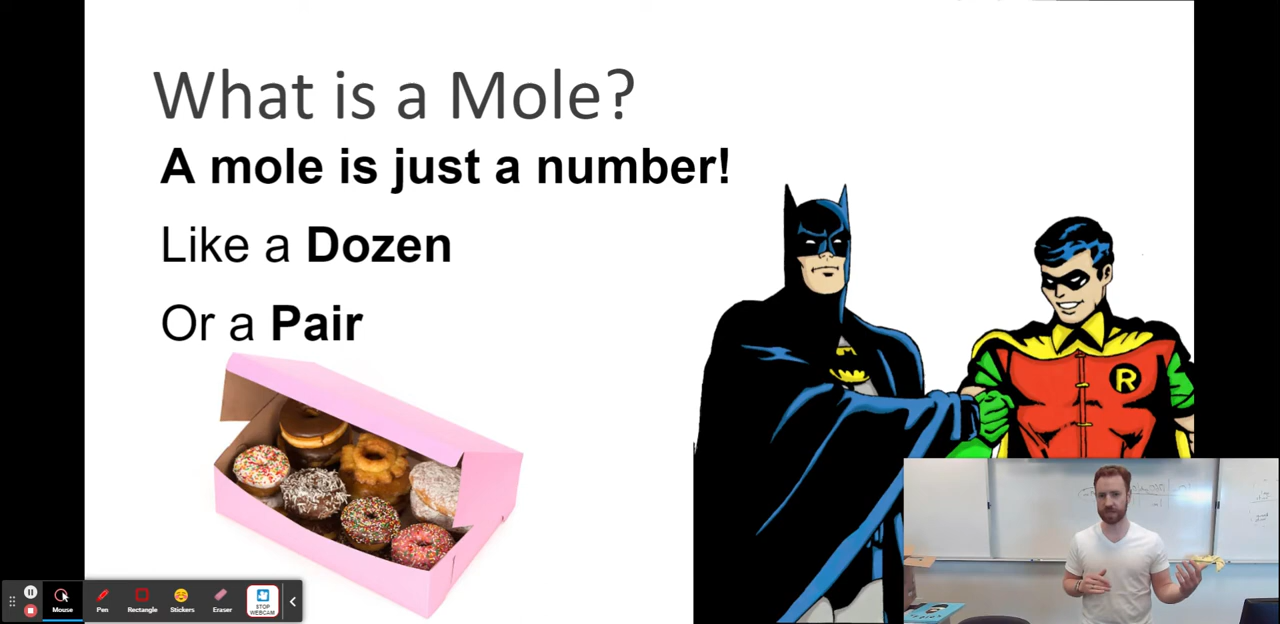 What is a Mole?
A mole is just a number!
Like a Dozen
Or a Pair
R
Mouse
Pen
Rectangle
Stickers
Eraser
STOP
WEBCAM